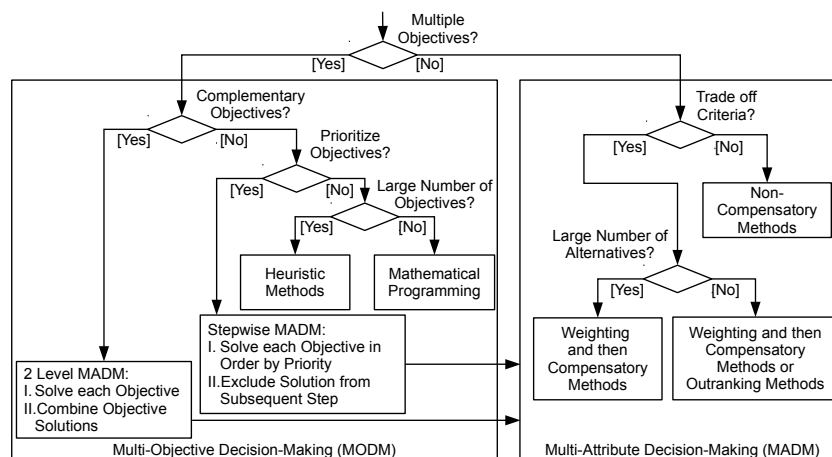 Multiple
Objectives?
[Yes]
[No]
Complementary
Objectives?
[Yes]
[No]
Prioritize
Objectives?
[Yes]
[No]
Large Number of
Objectives?
[Yes]
[No]
Heuristic
Methods
Mathematical
Programming
Stepwise MADM:
I. Solve each Objective in
Order by Priority
II.Exclude Solution from
Subsequent Step
2 Level MADM:
I. Solve each Objective
II.Combine Objective
Solutions
Multi-Objective Decision-Making (MODM)
Trade off
Criteria?
[Yes]
[No]
Non-
Compensatory
Methods
Large Number of
Alternatives?
[Yes]
[No]
Weighting
and then
Compensatory
Methods
Weighting and then
Compensatory
Methods or
Outranking Methods
Multi-Attribute Decision-Making (MADM)